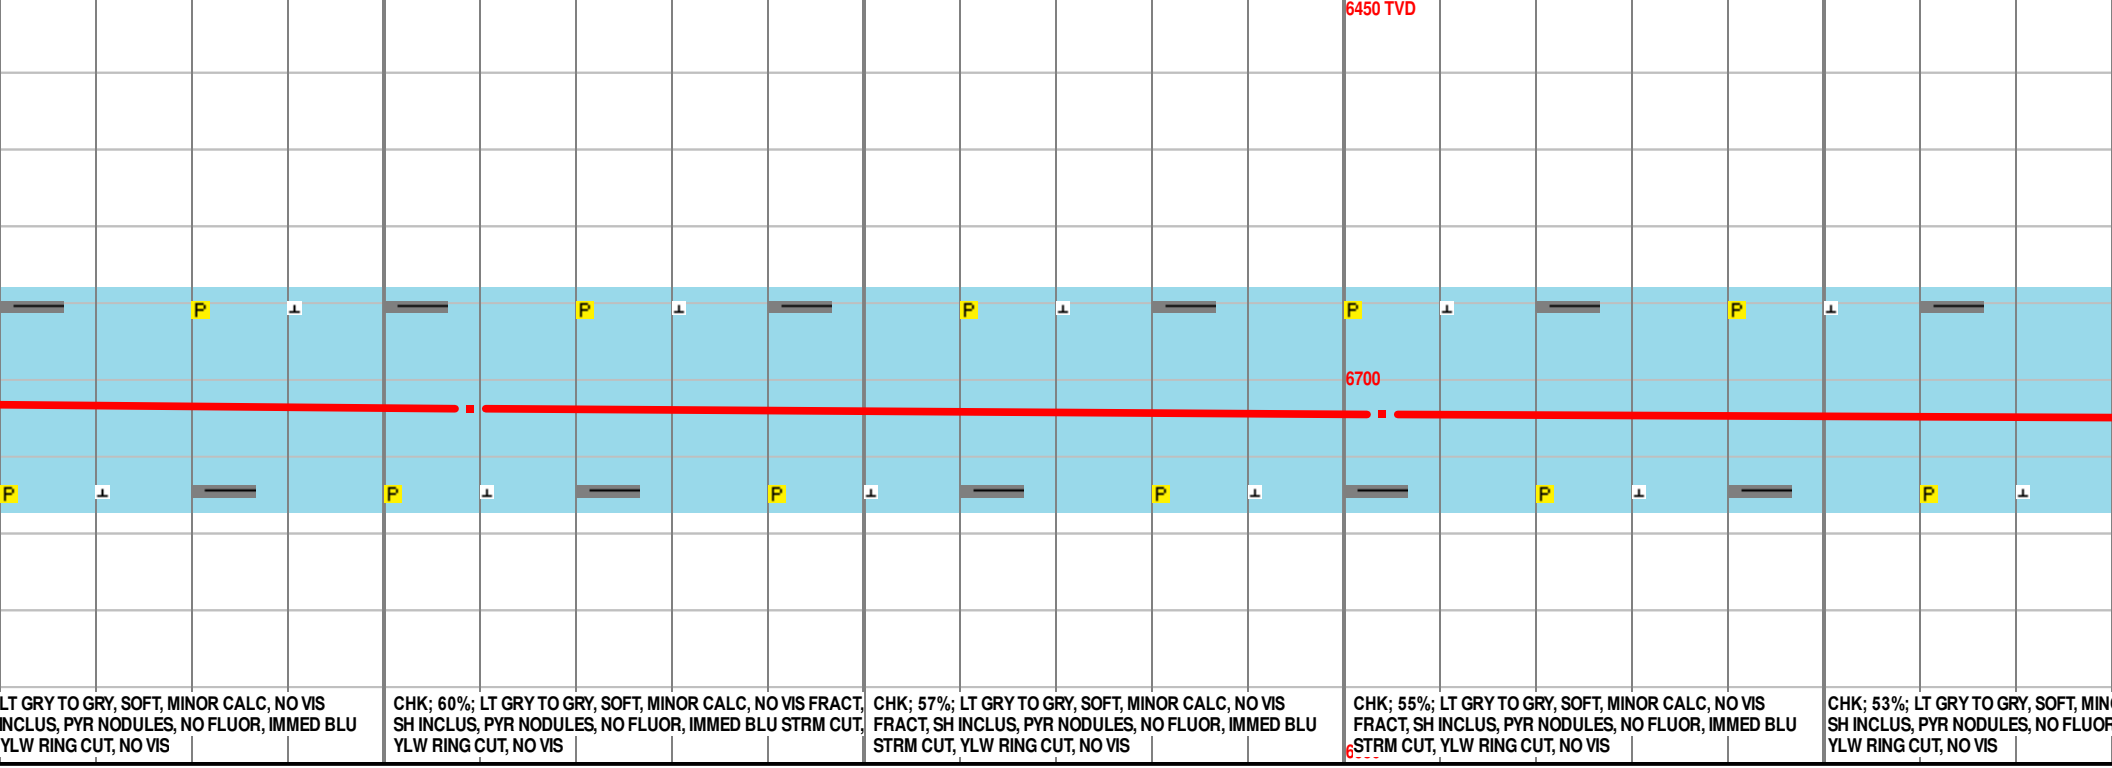 6450 TVD
P P P P P
6700
P P P P P P
LT GRY TO GRY, SOFT, MINOR CALC, NO VIS
INCLUS, PYR NODULES, NO FLUOR, IMMED BLU
YLW RING CUT, NO VIS
CHK; 60%; LT GRY TO GRY, SOFT, MINOR CALC, NO VIS FRACT,
SH INCLUS, PYR NODULES, NO FLUOR, IMMED BLU STRM CUT,
YLW RING CUT, NO VIS
CHK; 57%; LT GRY TO GRY, SOFT, MINOR CALC, NO VIS
FRACT, SH INCLUS, PYR NODULES, NO FLUOR, IMMED BLU
STRM CUT, YLW RING CUT, NO VIS
CHK; 55%; LT GRY TO GRY, SOFT, MINOR CALC, NO VIS
FRACT, SH INCLUS, PYR NODULES, NO FLUOR, IMMED BLU
STRM CUT, YLW RING CUT, NO VIS
CHK; 53%; LT GRY TO GRY, SOFT,
SH INCLUS, PYR NODULES, NO FLUOR
YLW RING CUT, NO VIS